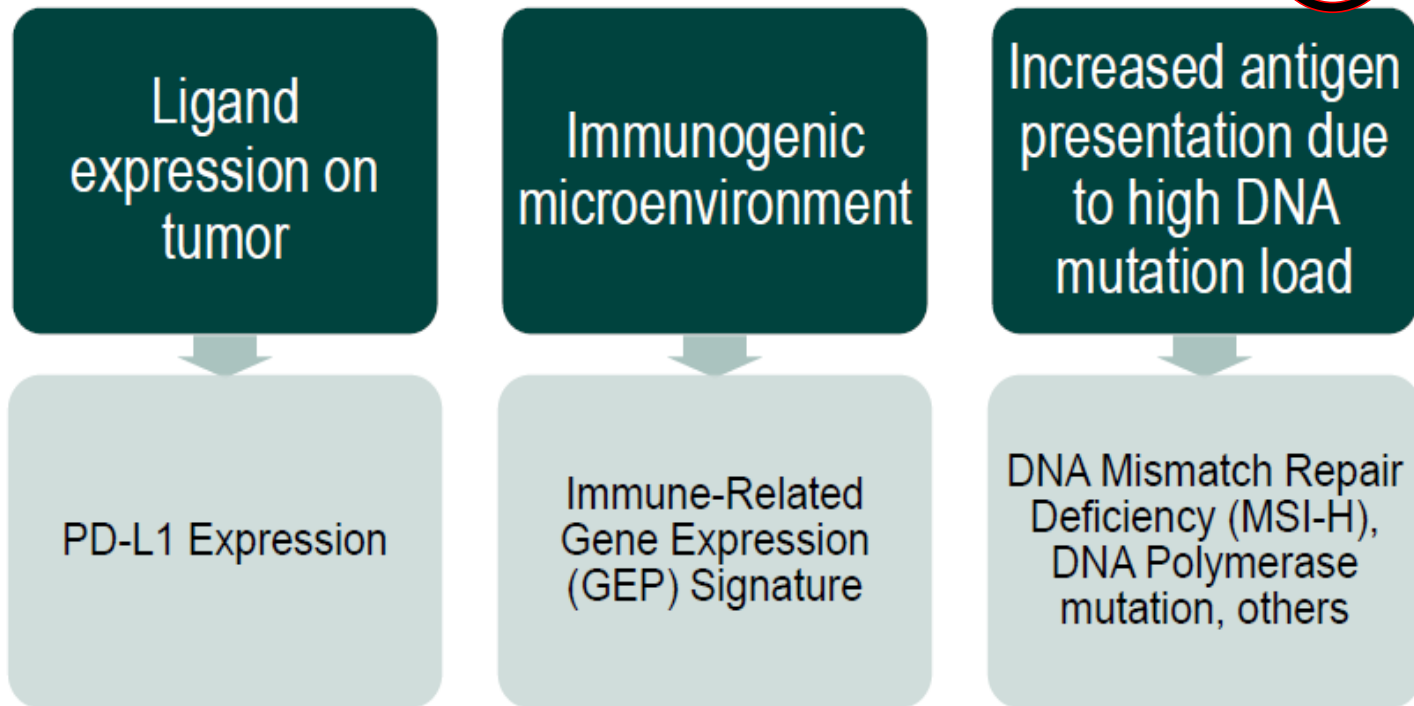 Ligand
expression on
tumor
Immunogenic
microenvironment
Increased antigen
presentation due
to high DNA
mutation load
PD-L1 Expression
Immune-Related
Gene Expression
(GEP) Signature
DNA Mismatch Repair
Deficiency (MSI-H),
DNA Polymerase
mutation, others